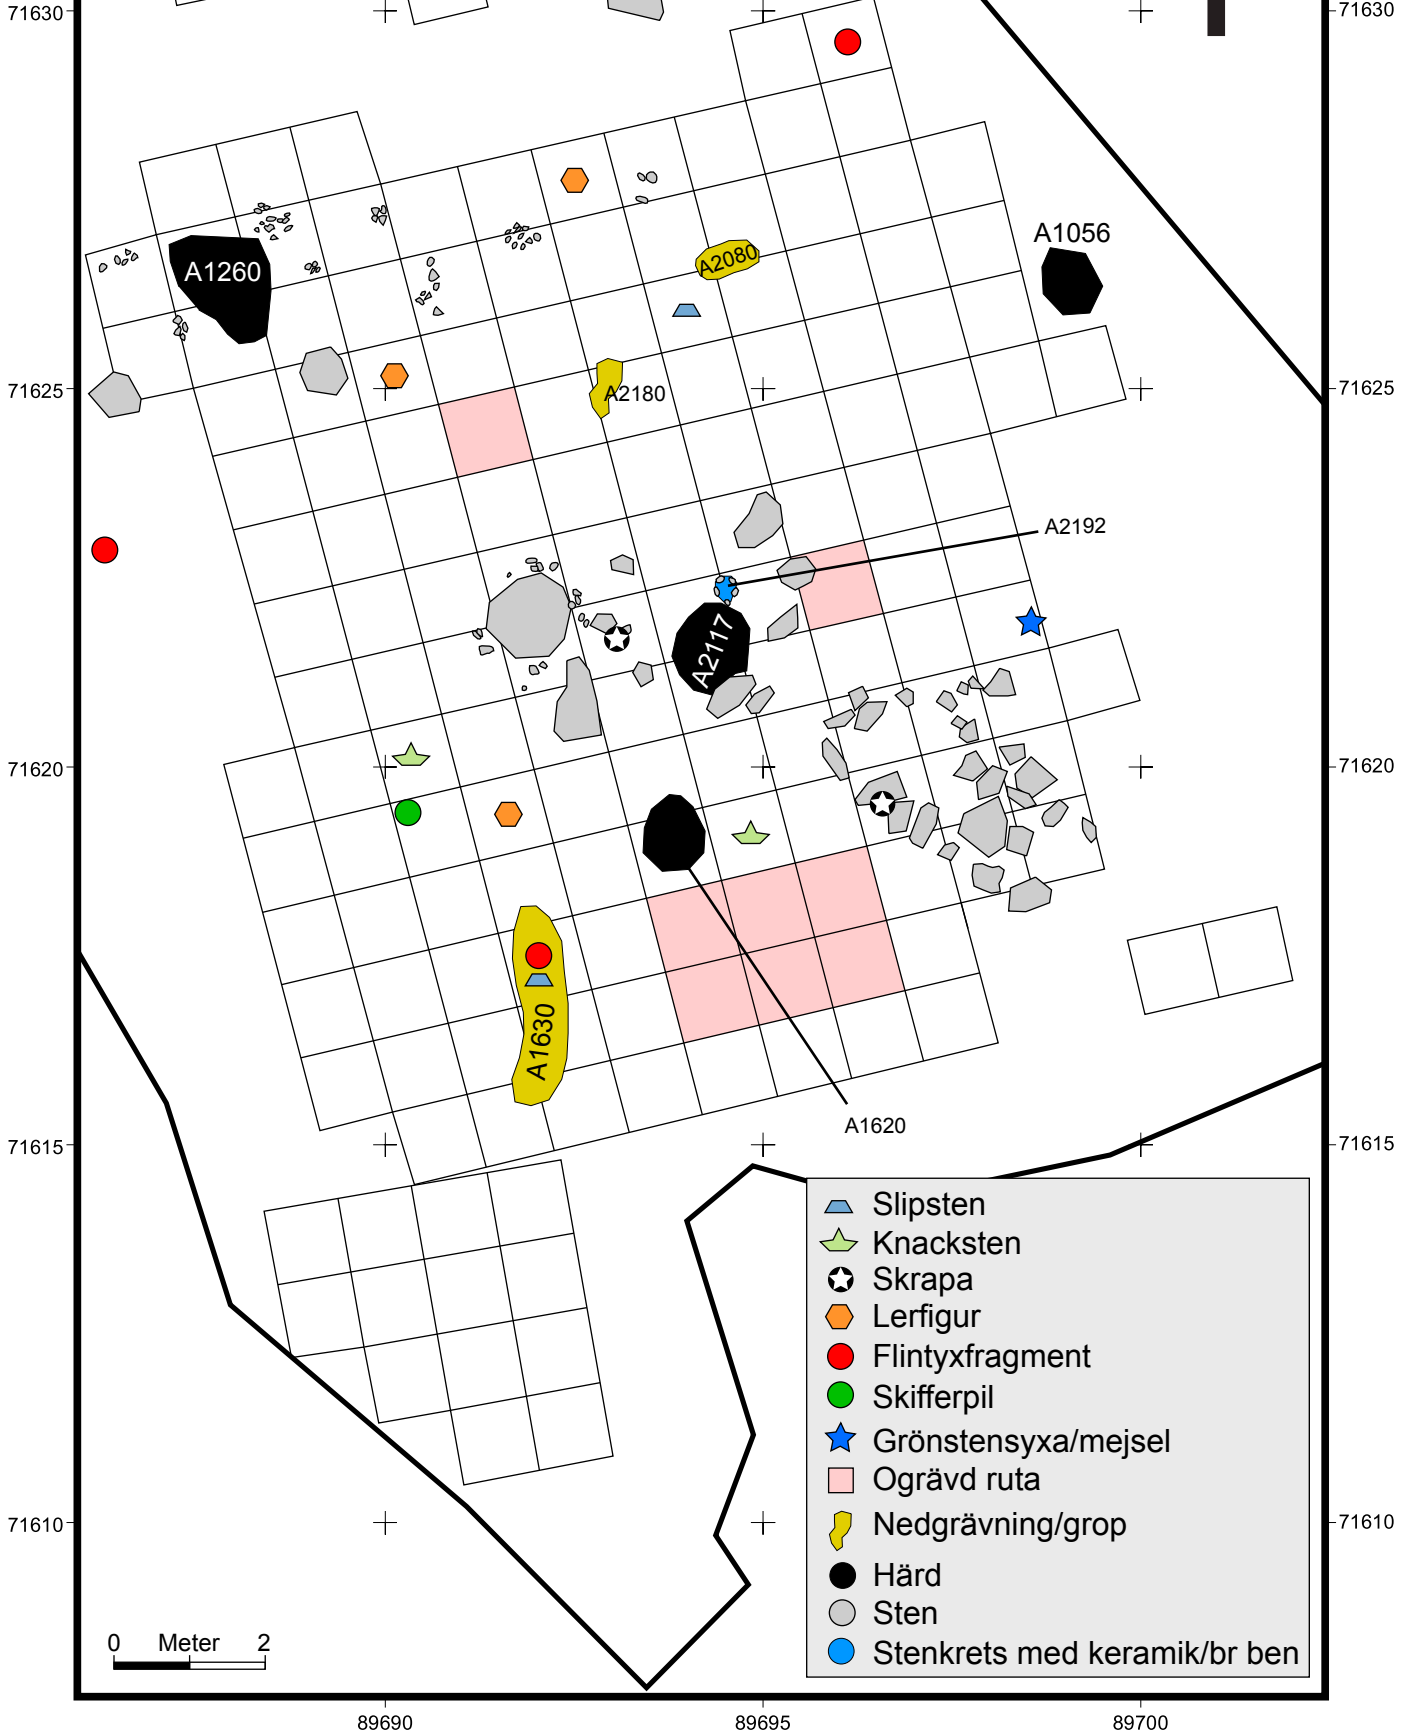 71630
71630
A1056
A1260
A2080
71625
A2180
71625
A2192
A2117
71620
71620
A1630
A1620
71615
71615
Slipsten
Knacksten
Skrapa
Lerfigur
Flintyxfragment
Skifferpil
Grönstensyxa/mejsel
Ogrävd ruta
Nedgrävning/grop
Härd
Sten
Stenkrets med keramik/br ben
71610
71610
0 Meter 2
89690
89695
89700